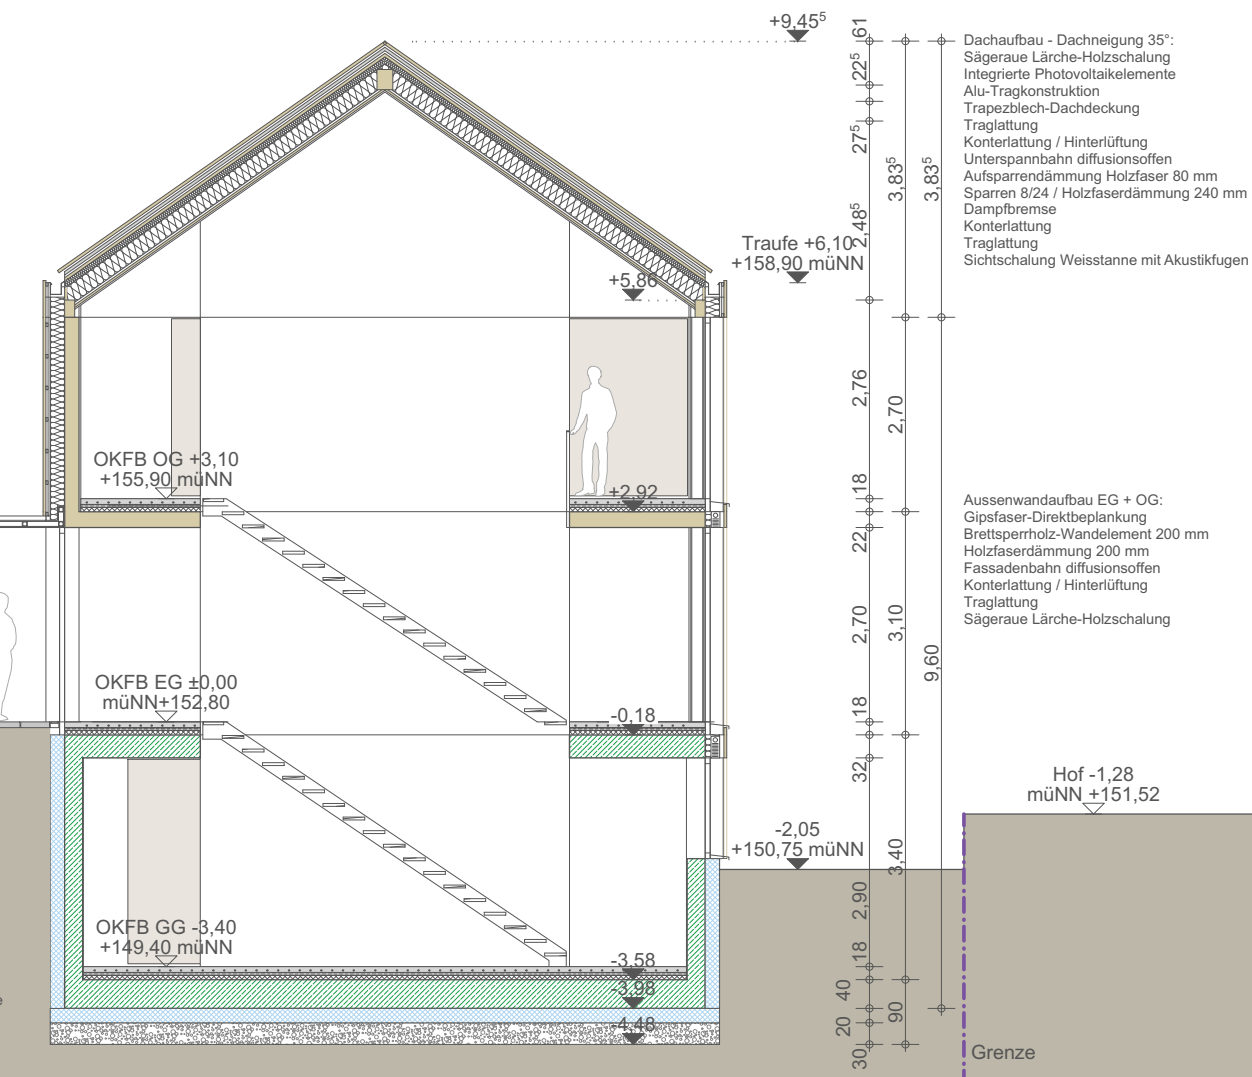 +9,45⁵
Dachaufbau - Dachneigung 35°:
Sägeraue Lärche-Holzschalung
Integrierte Photovoltaikelemente
Alu-Tragkonstruktion
Trapezblech-Dachdeckung
Traglattung
Konterlattung / Hinterlüftung
Unterspannbahn diffusionsoffen
Aufsparrendämmung Holzfaser 80 mm
Sparren 8/24 / Holzfaserdämmung 240 mm
Dampfbremse
Konterlattung
Traglattung
Sichtschalung Weisstanne mit Akustikfugen
Traufe +6,10
+158,90 müNN
+5,86
OKFB OG +3,10
+155,90 müNN
+2,92
Aussenwandaufbau EG + OG:
Gipsfaser-Direktbeplankung
Brettsperrholz-Wandelement 200 mm
Holzfaserdämmung 200 mm
Fassadenbahn diffusionsoffen
Konterlattung / Hinterlüftung
Traglattung
Sägeraue Lärche-Holzschalung
OKFB EG ±0,00
müNN+152,80
-0,18
Hof -1,28
müNN +151,52
-2,05
+150,75 müNN
OKFB GG -3,40
+149,40 müNN
-3,58
-3,98
-4,48
Grenze
61
22⁵
27⁵
2,48⁵
2,76
18
22
2,70
18
32
2,90
18
40
20
30
3,83⁵
2,70
3,10
3,40
90
3,83⁵
9,60